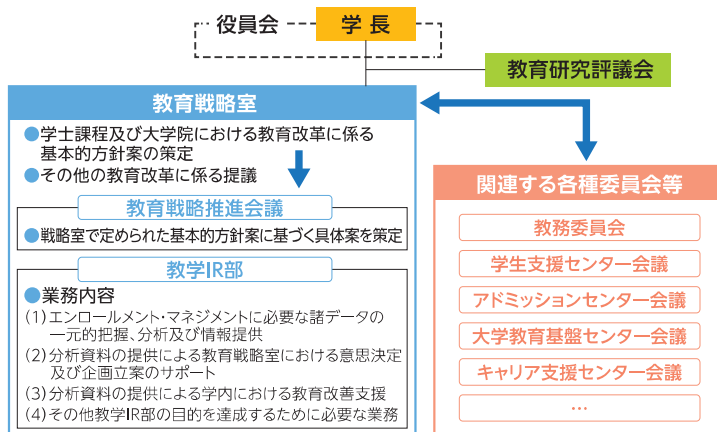 役員会
学長
教育研究評議会
教育戦略室
●学士課程及び大学院における教育改革に係る
基本的方針案の策定
●その他の教育改革に係る提議
教育戦略推進会議
●戦略室で定められた基本的方針案に基づく具体案を策定
教学IR部
●業務内容
(1)エンロールメント・マネジメントに必要な諸データの
一元的把握、分析及び情報提供
(2)分析資料の提供による教育戦略室における意思決定
及び企画立案のサポート
(3)分析資料の提供による学内における教育改善支援
(4)その他教学IR部の目的を達成するために必要な業務
関連する各種委員会等
教務委員会
学生支援センター会議
アドミッションセンター会議
大学教育基盤センター会議
キャリア支援センター会議
…